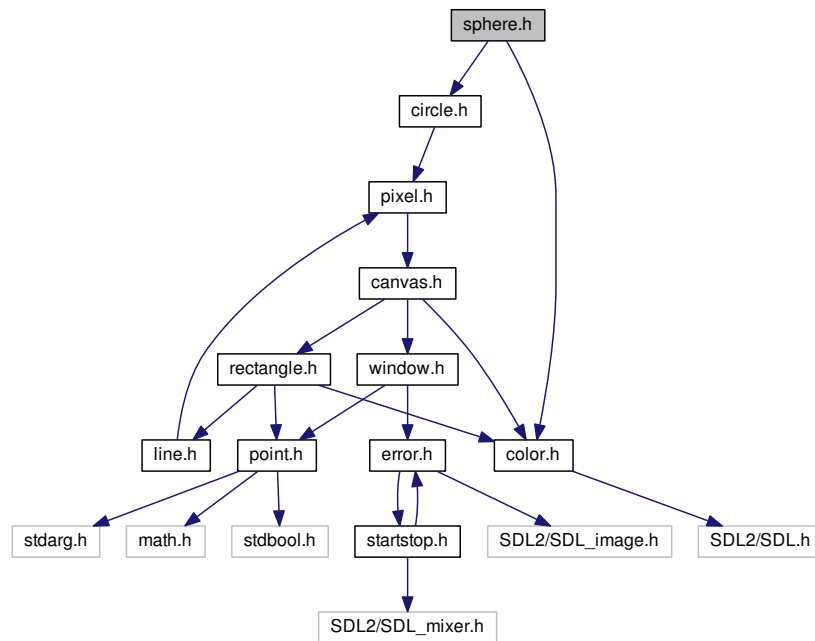 sphere.h
circle.h
pixel.h
canvas.h
rectangle.h
window.h
line.h
point.h
error.h
color.h
stdarg.h
math.h
stdbool.h
startstop.h
SDL2/SDL_image.h
SDL2/SDL.h
SDL2/SDL_mixer.h